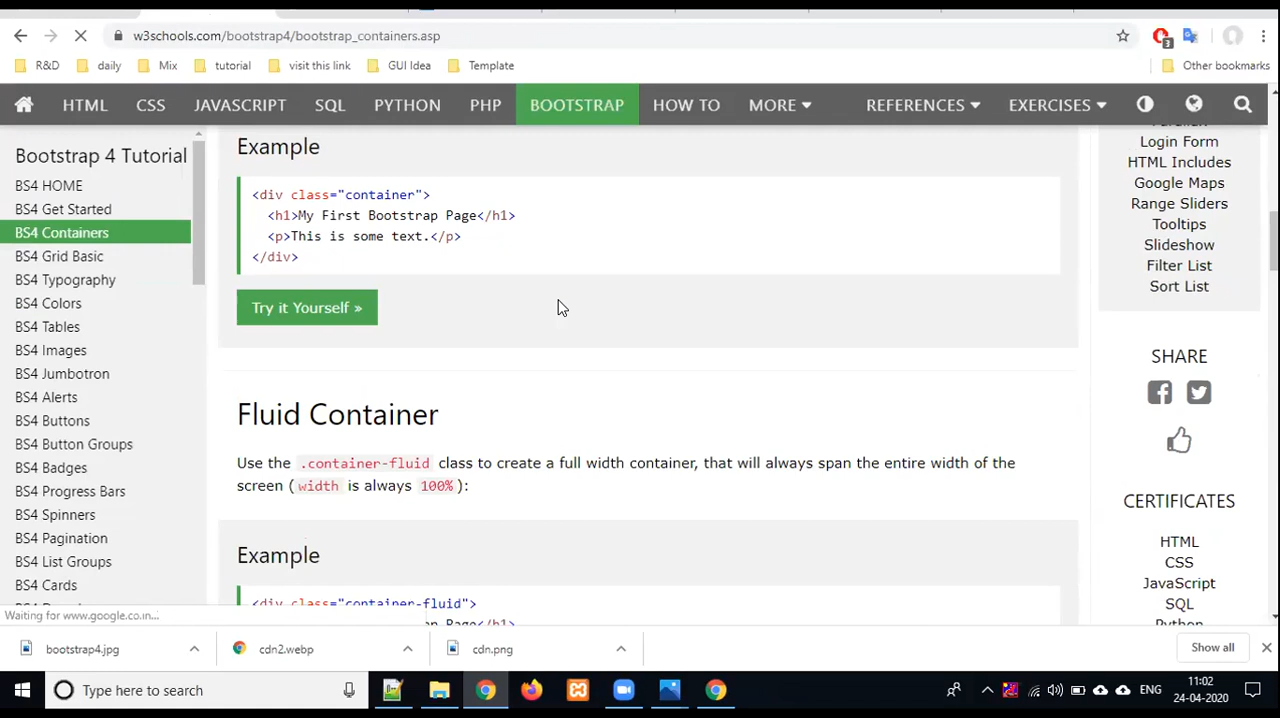 w3schools.com/bootstrap4/bootstrap_containers.asp
3
R&D daily Mix tutorial visit this link GUI Idea Template Other bookmarks
HTML CSS JAVASCRIPT SQL PYTHON PHP BOOTSTRAP HOW TO MORE REFERENCES EXERCISES
Bootstrap 4 Tutorial
BS4 HOME
BS4 Get Started
BS4 Containers
BS4 Grid Basic
BS4 Typography
BS4 Colors
BS4 Tables
BS4 Images
BS4 Jumbotron
BS4 Alerts
BS4 Buttons
BS4 Button Groups
BS4 Badges
BS4 Progress Bars
BS4 Spinners
BS4 Pagination
BS4 List Groups
BS4 Cards
Example
<div class="container">
<h1>My First Bootstrap Page</h1>
<p>This is some text.</p>
</div>
Try it Yourself »
Fluid Container
Use the .container-fluid class to create a full width container, that will always span the entire width of the
screen (width is always 100%):
Example
<div class="container-fluid">
Page</h1>
Login Form
HTML Includes
Google Maps
Range Sliders
Tooltips
Slideshow
Filter List
Sort List
SHARE
CERTIFICATES
HTML
CSS
JavaScript
SQL
Python
Waiting for www.google.co.in...
bootstrap4.jpg cdn2.webp cdn.png Show all
Type here to search ENG 11:02
24-04-2020